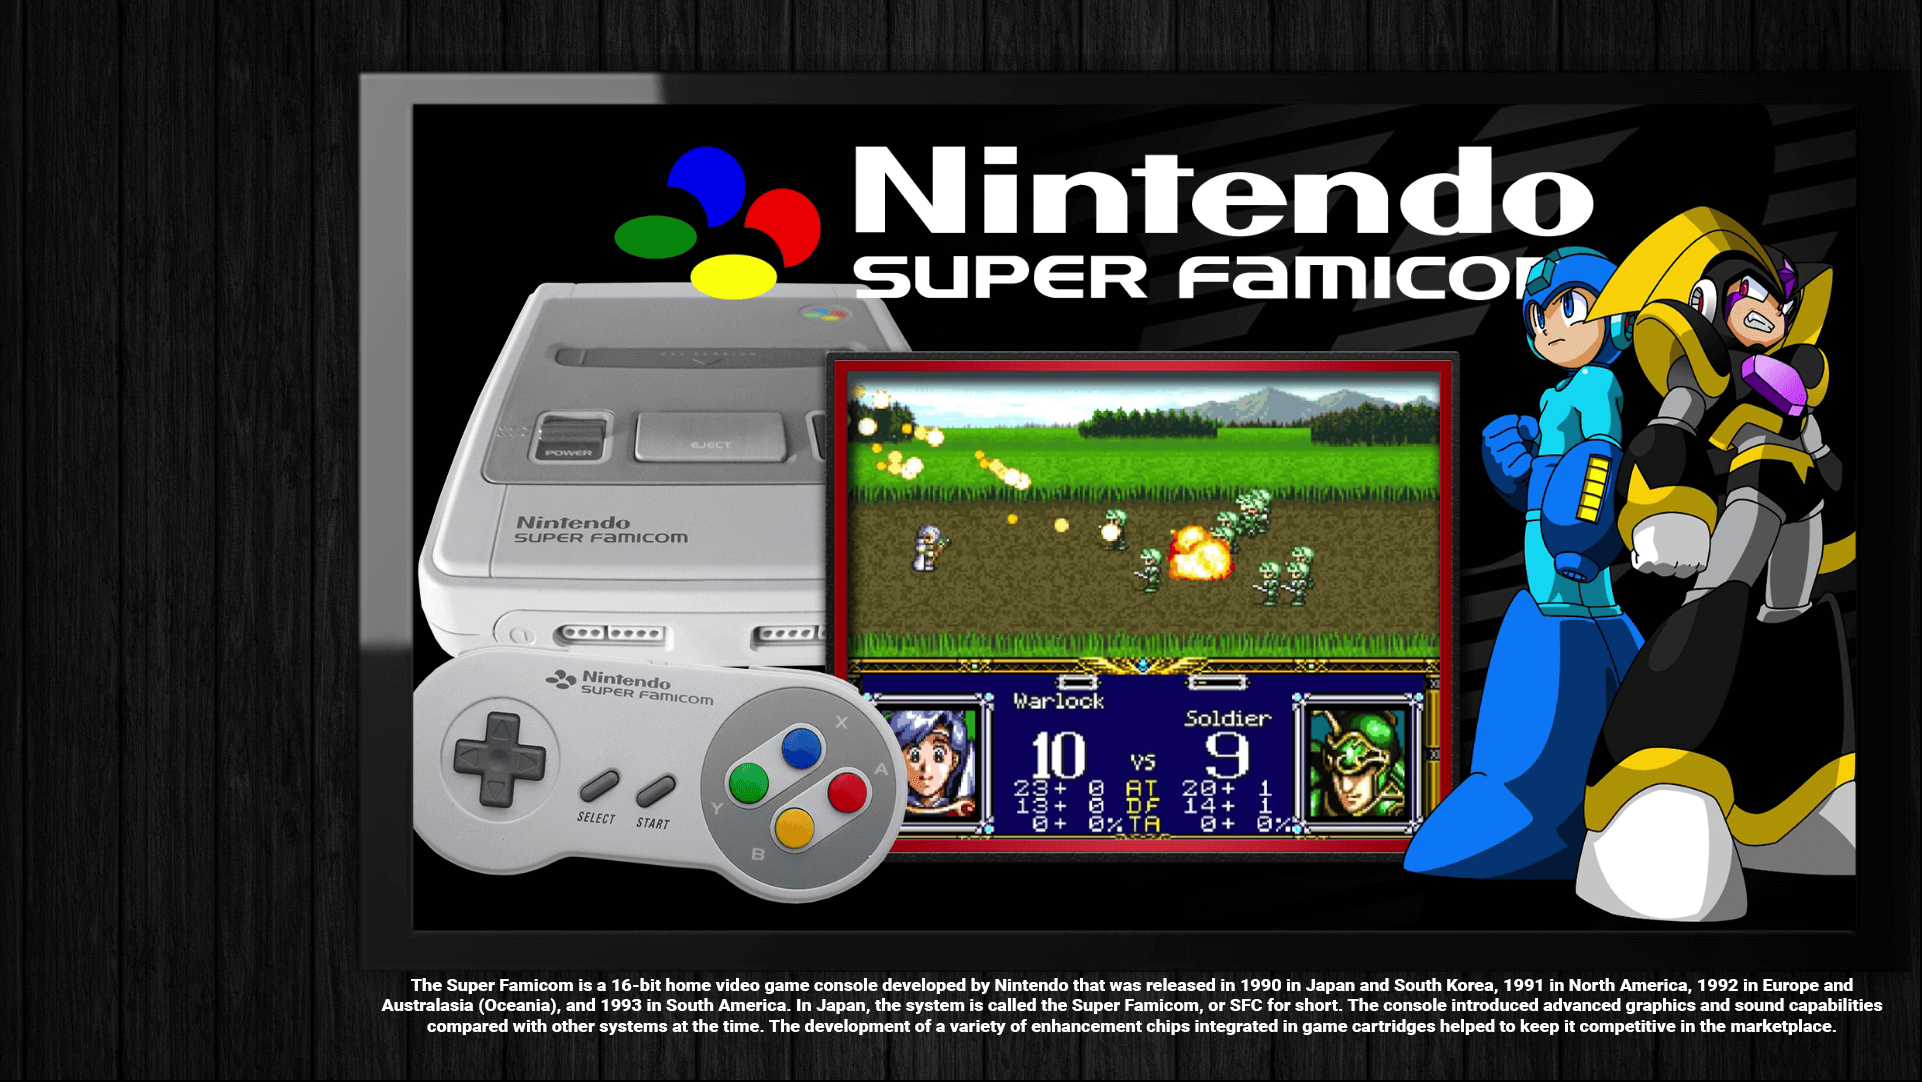 Nintendo
SUPER FAMICO
POWER
EJECT
Nintendo
SUPER FAMICOM
Nintendo
SUPER FAMICOM
X
A
Y
B
SELECT
START
Warlock
Soldier
10
vs
9
23+ 0 AT 20+ 1
13+ 0 DF 14+ 1
0+ 0% TA 0+ 0%
The Super Famicom is a 16-bit home video game console developed by Nintendo that was released in 1990 in Japan and South Korea, 1991 in North America, 1992 in Europe and
Australasia (Oceania), and 1993 in South America. In Japan, the system is called the Super Famicom, or SFC for short. The console introduced advanced graphics and sound capabilities
compared with other systems at the time. The development of a variety of enhancement chips integrated in game cartridges helped to keep it competitive in the marketplace.